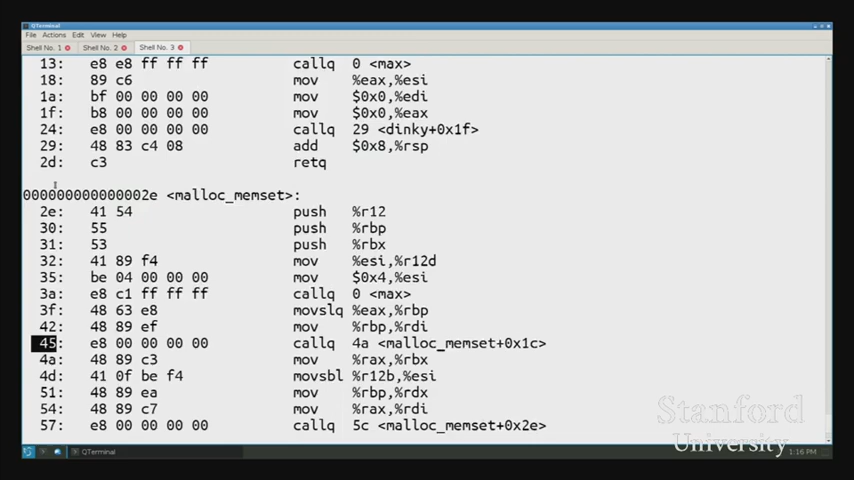 QTerminal
File Actions Edit View Help
Shell No. 1 Shell No. 2 Shell No. 3
13: e8 e8 ff ff ff callq 0 <max>
18: 89 c6 mov %eax,%esi
1a: bf 00 00 00 00 mov $0x0,%edi
1f: b8 00 00 00 00 mov $0x0,%eax
24: e8 00 00 00 00 callq 29 <dinky+0x1f>
29: 48 83 c4 08 add $0x8,%rsp
2d: c3 retq
000000000000002e <malloc_memset>:
2e: 41 54 push %r12
30: 55 push %rbp
31: 53 push %rbx
32: 41 89 f4 mov %esi,%r12d
35: be 04 00 00 00 mov $0x4,%esi
3a: e8 c1 ff ff ff callq 0 <max>
3f: 48 63 e8 movslq %eax,%rbp
42: 48 89 ef mov %rbp,%rdi
45: e8 00 00 00 00 callq 4a <malloc_memset+0x1c>
4a: 48 89 c3 mov %rax,%rbx
4d: 41 0f be f4 movsbl %r12b,%esi
51: 48 89 ea mov %rbp,%rdx
54: 48 89 c7 mov %rax,%rdi
57: e8 00 00 00 00 callq 5c <malloc_memset+0x2e>
Stanford
University
QTerminal
1:16 PM